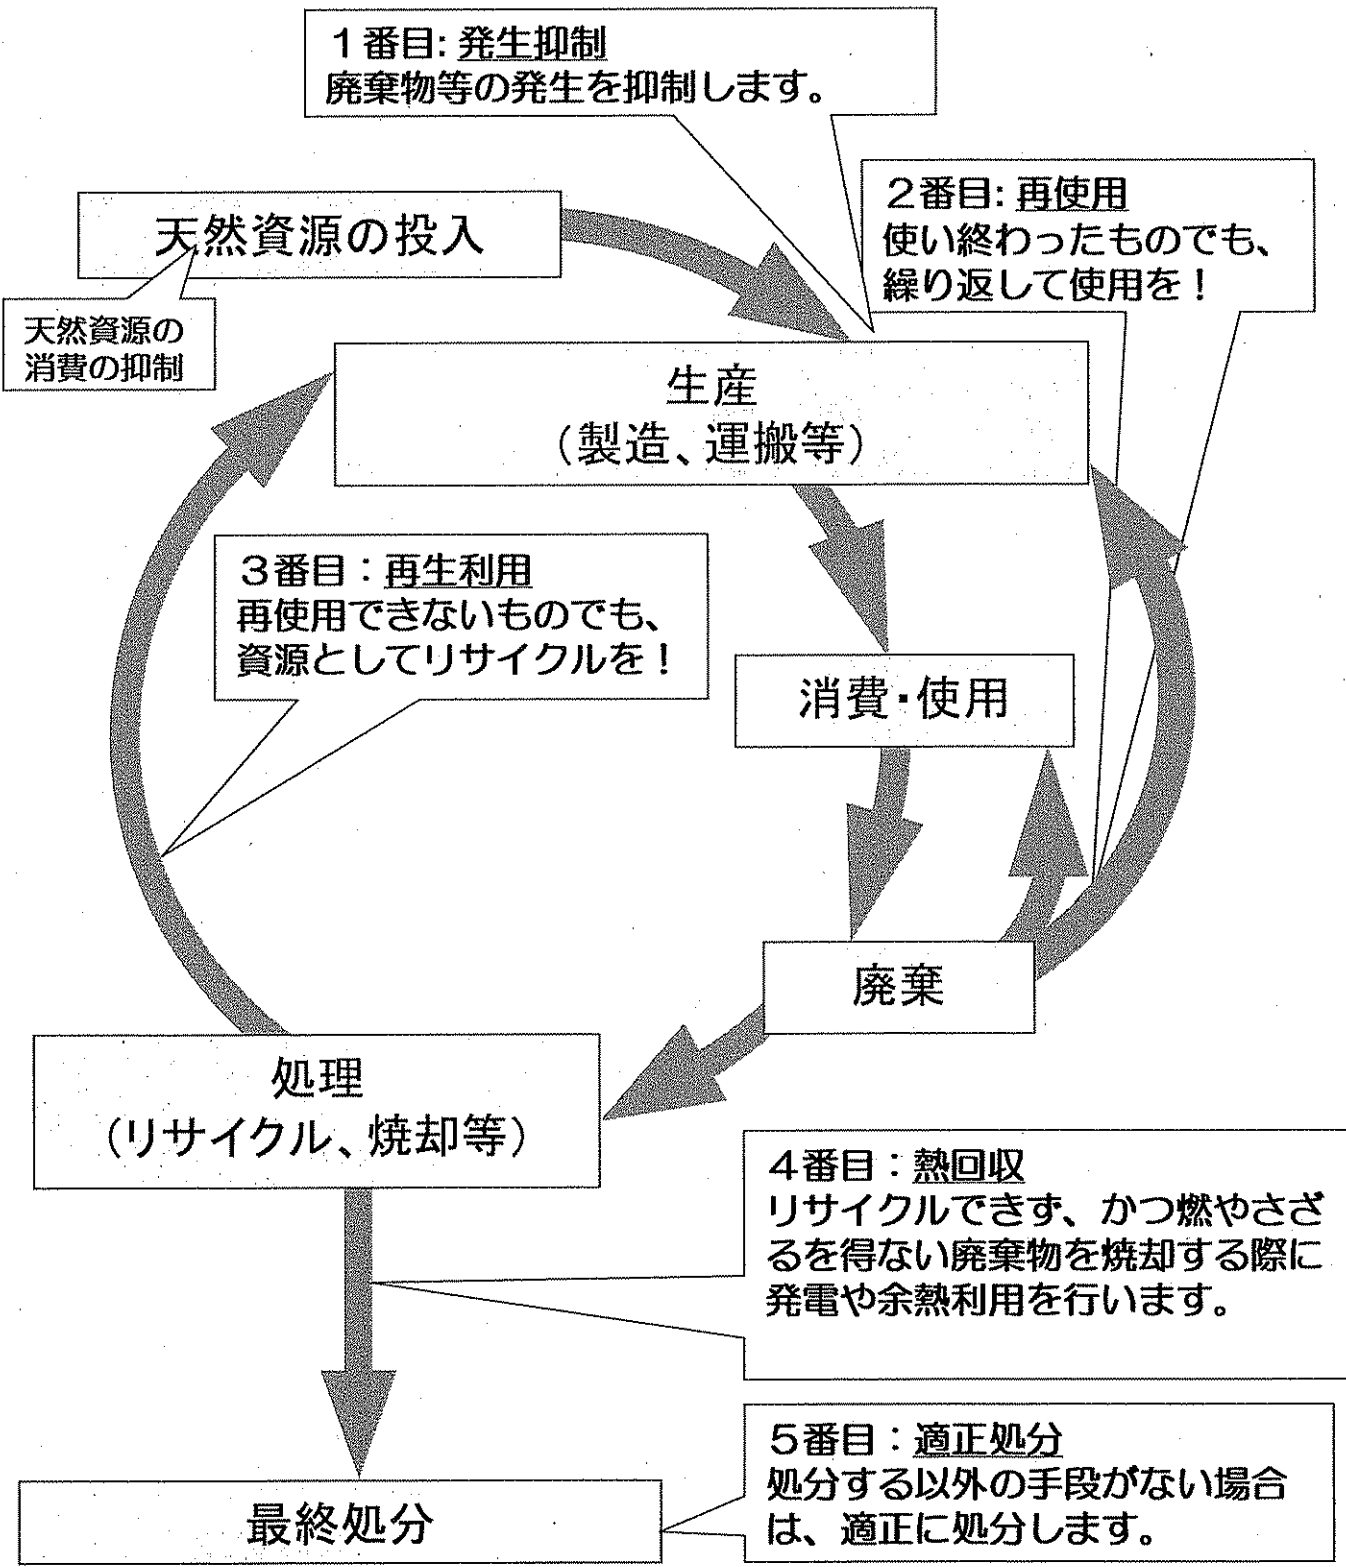 1番目: 発生抑制
廃棄物等の発生を抑制します。
2番目: 再使用
使い終わったものでも、
繰り返して使用を！
天然資源の投入
天然資源の
消費の抑制
生産
（製造、運搬等）
3番目：再生利用
再使用できないものでも、
資源としてリサイクルを！
消費・使用
廃棄
処理
（リサイクル、焼却等）
4番目：熱回収
リサイクルできず、かつ燃やさざ
るを得ない廃棄物を焼却する際に
発電や余熱利用を行います。
5番目：適正処分
処分する以外の手段がない場合
は、適正に処分します。
最終処分